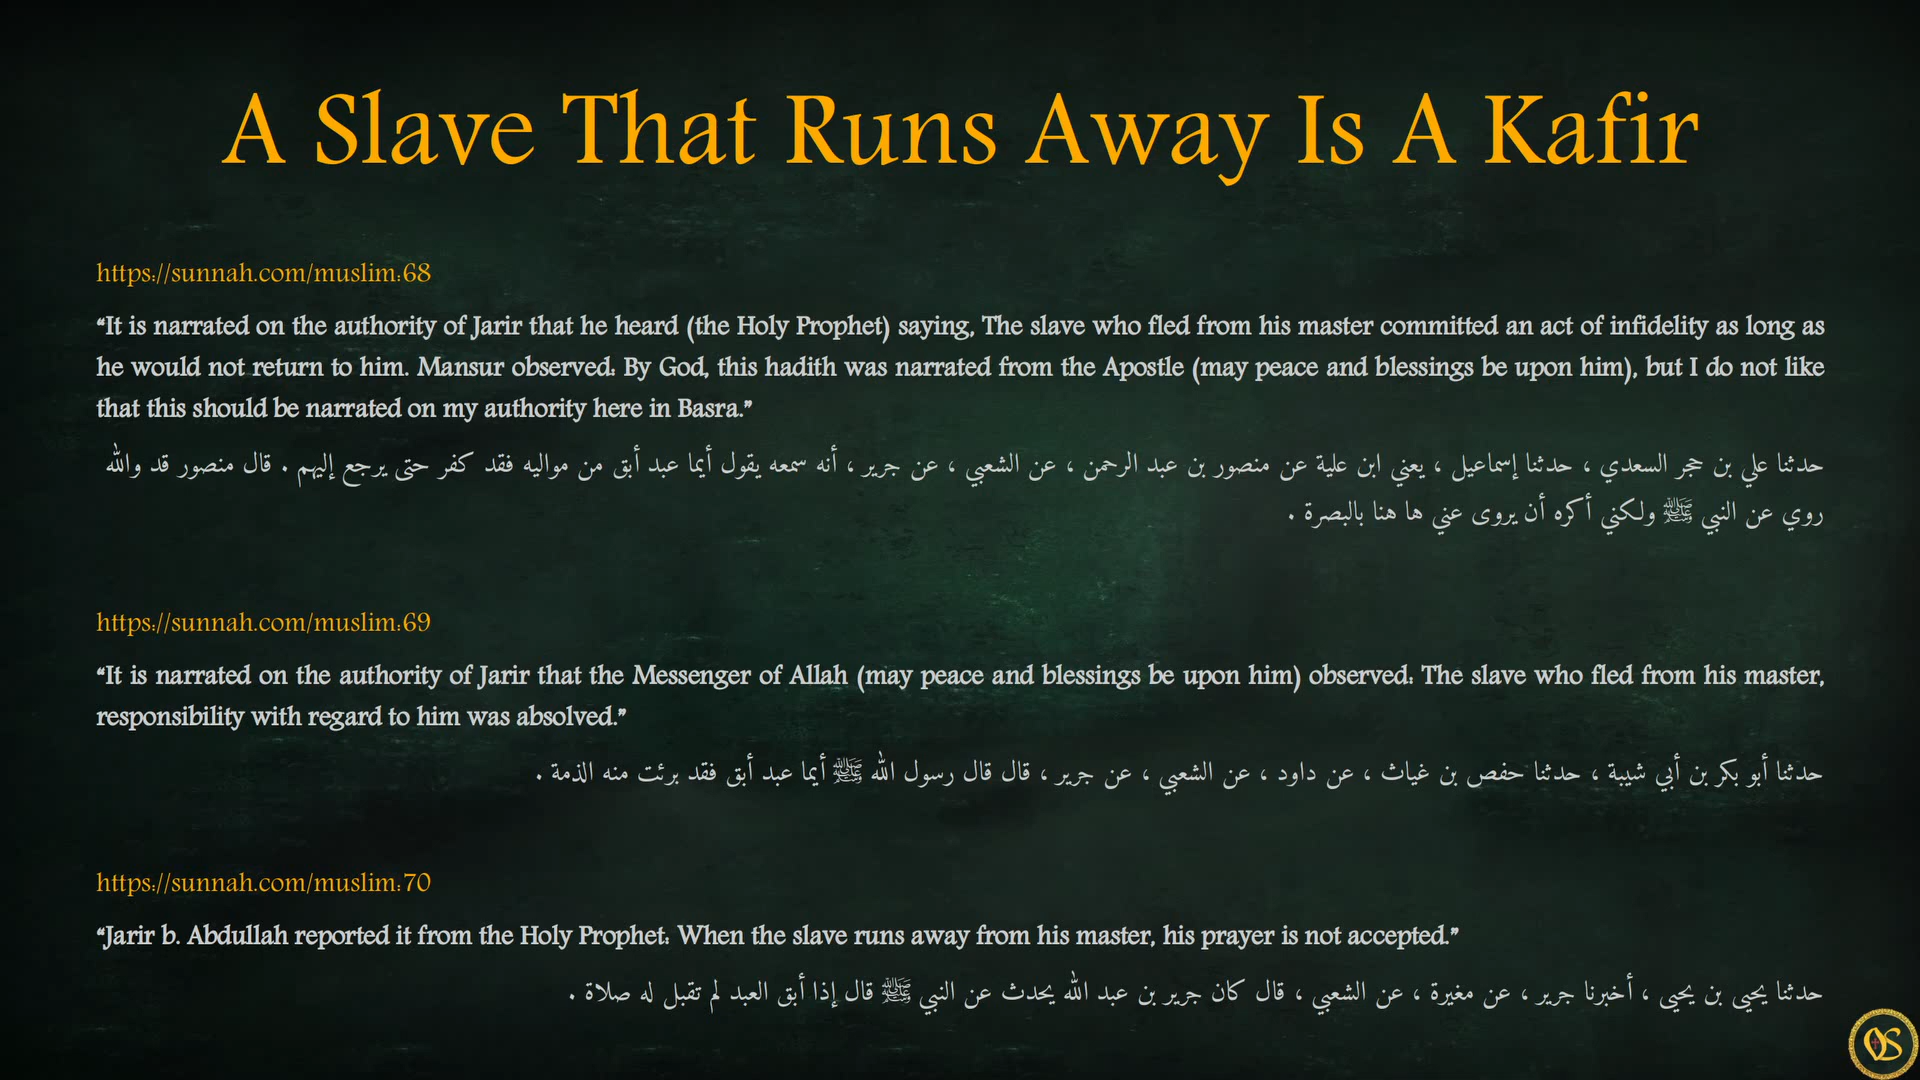 A Slave That Runs Away Is A Kafir
https://sunnah.com/muslim:68
“It is narrated on the authority of Jarir that he heard (the Holy Prophet) saying, The slave who fled from his master committed an act of infidelity as long as
he would not return to him. Mansur observed: By God, this hadith was narrated from the Apostle (may peace and blessings be upon him), but I do not like
that this should be narrated on my authority here in Basra.”
حدثنا علي بن حجر السعدي ، حدثنا إسماعيل ، يعني ابن علية عن منصور بن عبد الرحمن ، عن الشعبي ، عن جرير ، أنه سمعه يقول أيما عبد أبق من مواليه فقد كفر حتى يرجع إليهم . قال منصور قد والله
روي عن النبي ﷺ ولكني أكره أن يروى عني ها هنا بالبصرة .
https://sunnah.com/muslim:69
“It is narrated on the authority of Jarir that the Messenger of Allah (may peace and blessings be upon him) observed: The slave who fled from his master,
responsibility with regard to him was absolved.”
حدثنا أبو بكر بن أبي شيبة ، حدثنا حفص بن غياث ، عن داود ، عن الشعبي ، عن جرير ، قال قال رسول الله ﷺ أيما عبد أبق فقد برئت منه الذمة .
https://sunnah.com/muslim:70
“Jarir b. Abdullah reported it from the Holy Prophet: When the slave runs away from his master, his prayer is not accepted.”
حدثنا يحيى بن يحيى ، أخبرنا جرير ، عن مغيرة ، عن الشعبي ، قال كان جرير بن عبد الله يحدث عن النبي ﷺ قال إذا أبق العبد لم تقبل له صلاة .